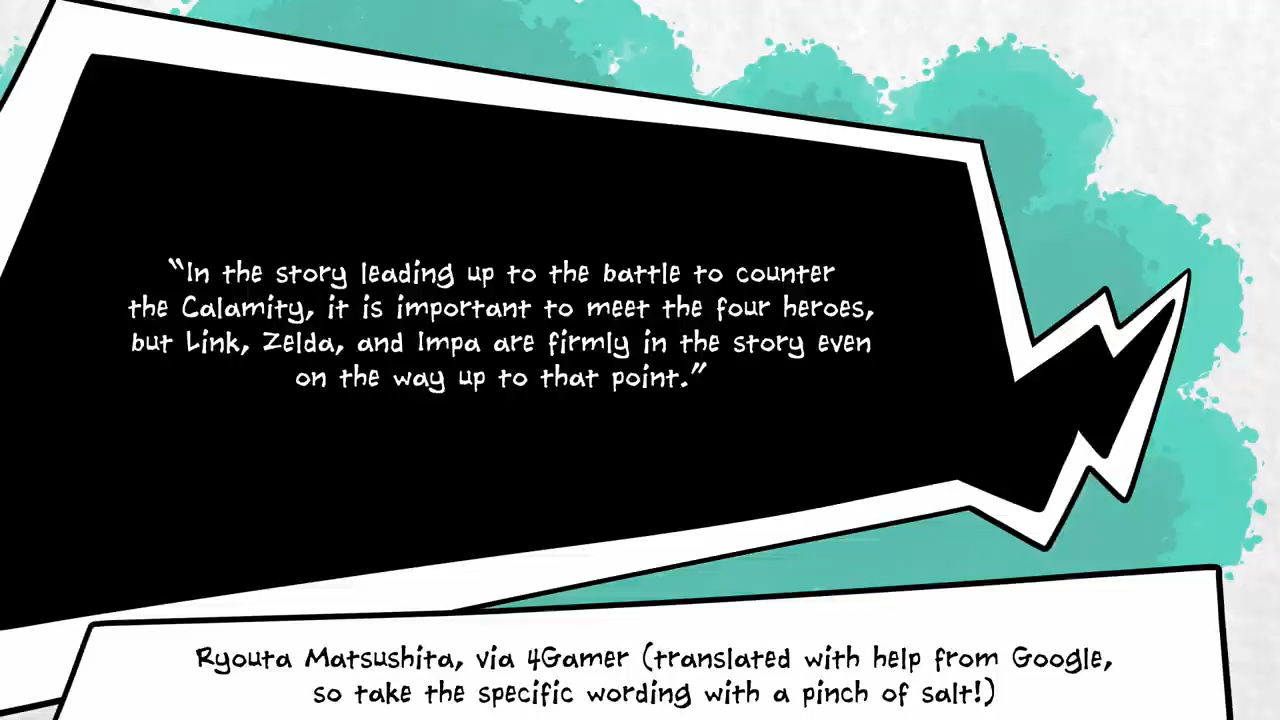 “In the story leading up to the battle to counter
the Calamity, it is important to meet the four heroes,
but Link, Zelda, and Impa are firmly in the story even
on the way up to that point.”
Ryouta Matsushita, via 4Gamer (translated with help from Google,
so take the specific wording with a pinch of salt!)